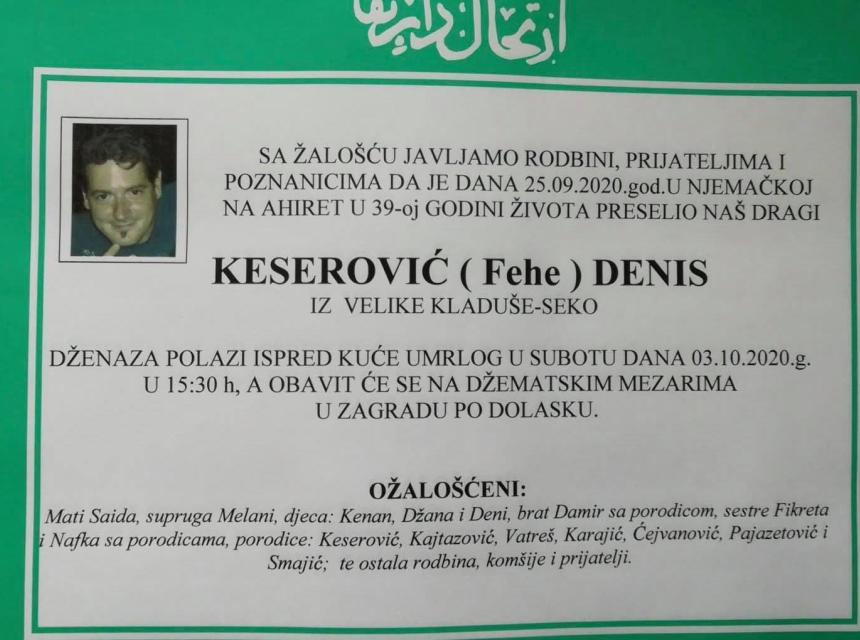 SA ŽALOŠĆU JAVLJAMO RODBINI, PRIJATELJIMA I
POZNANICIMA DA JE DANA 25.09.2020.god.U NJEMAČKOJ
NA AHIRET U 39-oj GODINI ŽIVOTA PRESELIO NAŠ DRAGI
KESEROVIĆ ( Fehe ) DENIS
IZ VELIKE KLADUŠE-SEKO
DŽENAZA POLAZI ISPRED KUĆE UMRLOG U SUBOTU DANA 03.10.2020.g.
U 15:30 h, A OBAVIT ĆE SE NA DŽEMATSKIM MEZARIMA
U ZAGRADU PO DOLASKU.
OŽALOŠĆENI:
Mati Saida, supruga Melani, djeca: Kenan, Džana i Deni, brat Damir sa porodicom, sestre Fikreta
i Nafka sa porodicama, porodice: Keserović, Kajtazović, Vatreš, Karajić, Ćejvanović, Pajazetović i
Smajić; te ostala rodbina, komšije i prijatelji.